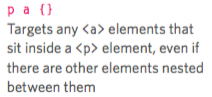 p a {}
Targets any <a> elements that
sit inside a <p> element, even if
there are other elements nested
between them